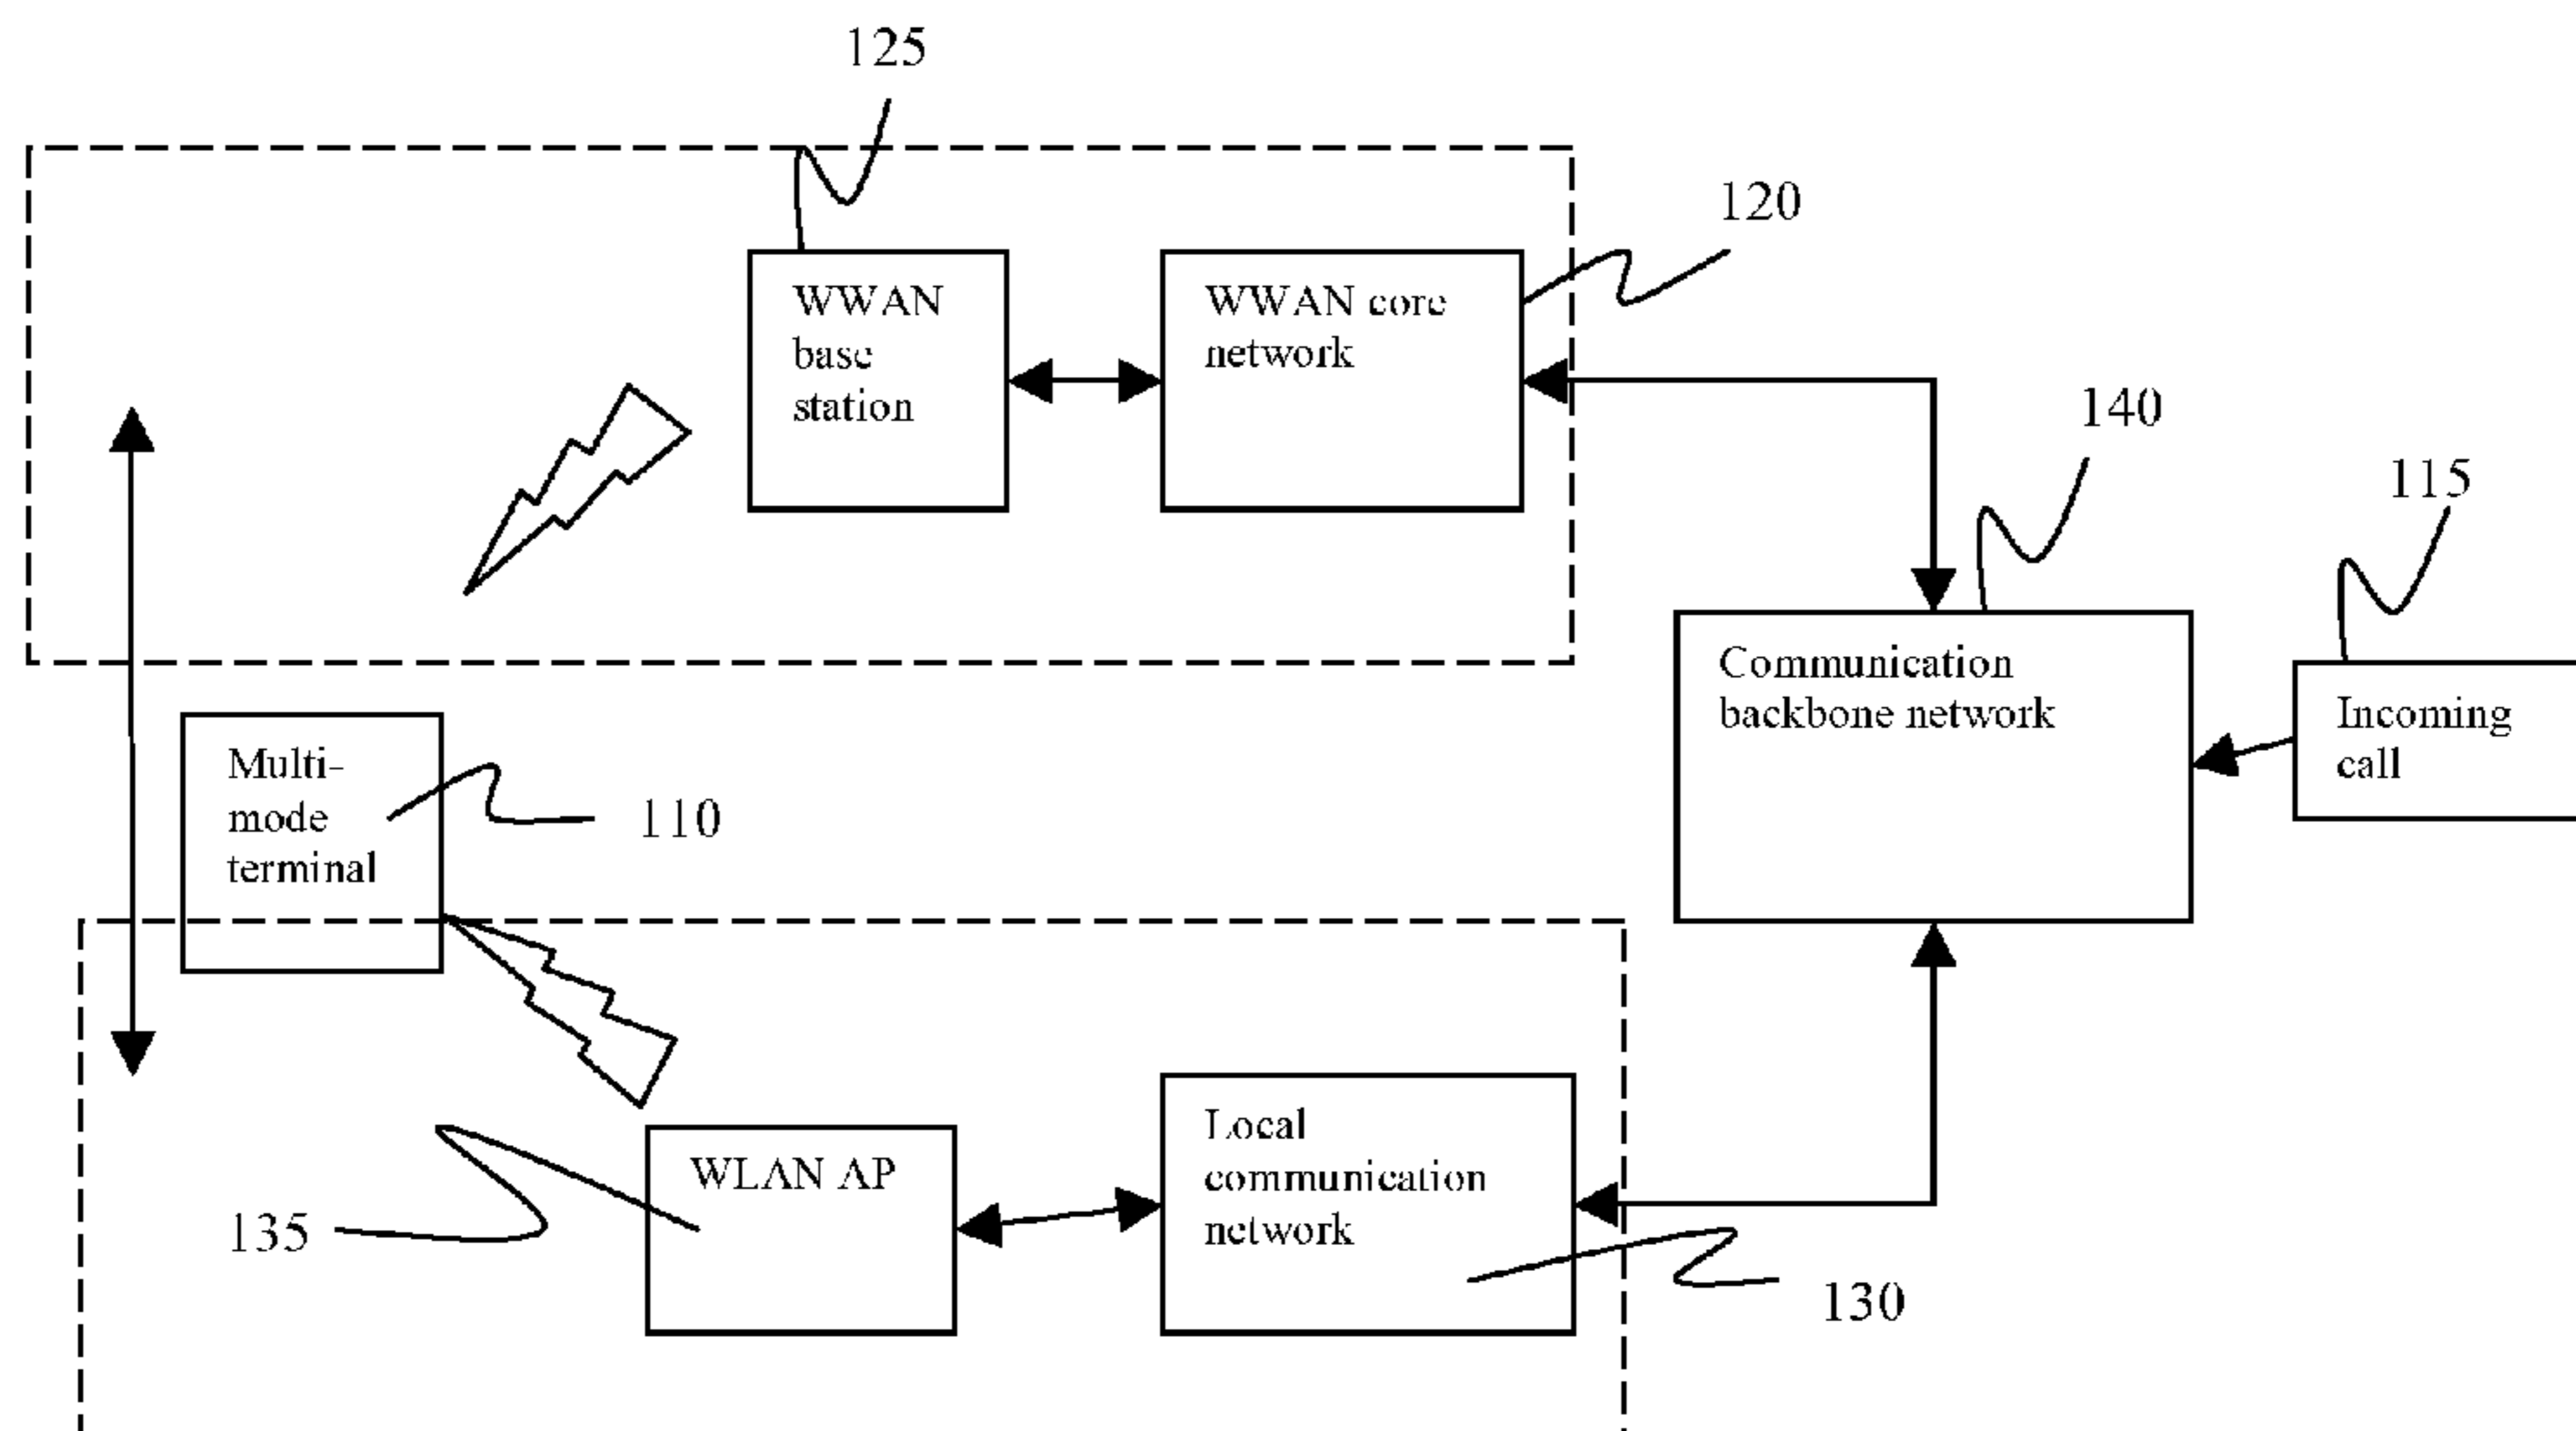 125
120
WWAN
base
station
WWAN core
network
140
115
Communication
backbone network
Incoming
call
Multi-
mode
terminal
110
Local
communication
network
WLAN AP
135
130